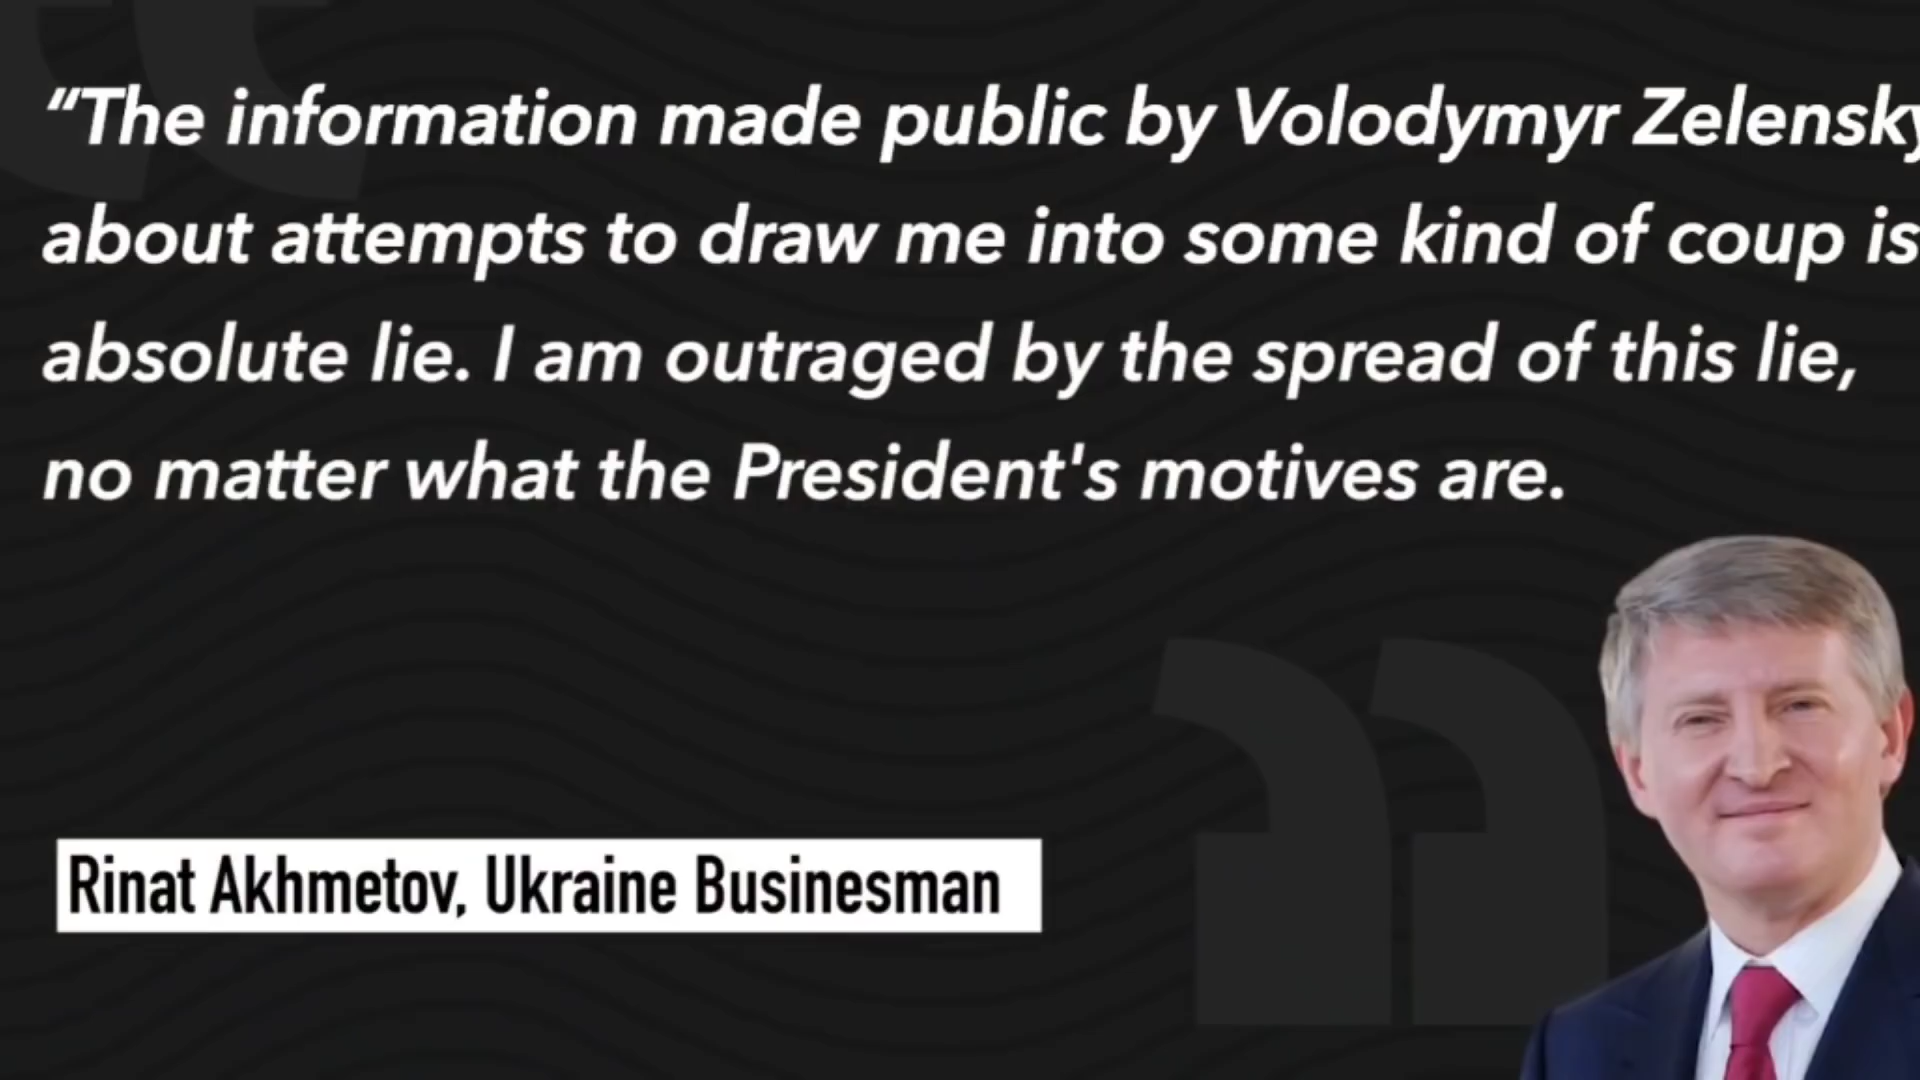 “The information made public by Volodymyr Zelensky
about attempts to draw me into some kind of coup is
absolute lie. I am outraged by the spread of this lie,
no matter what the President's motives are.
Rinat Akhmetov, Ukraine Businesman